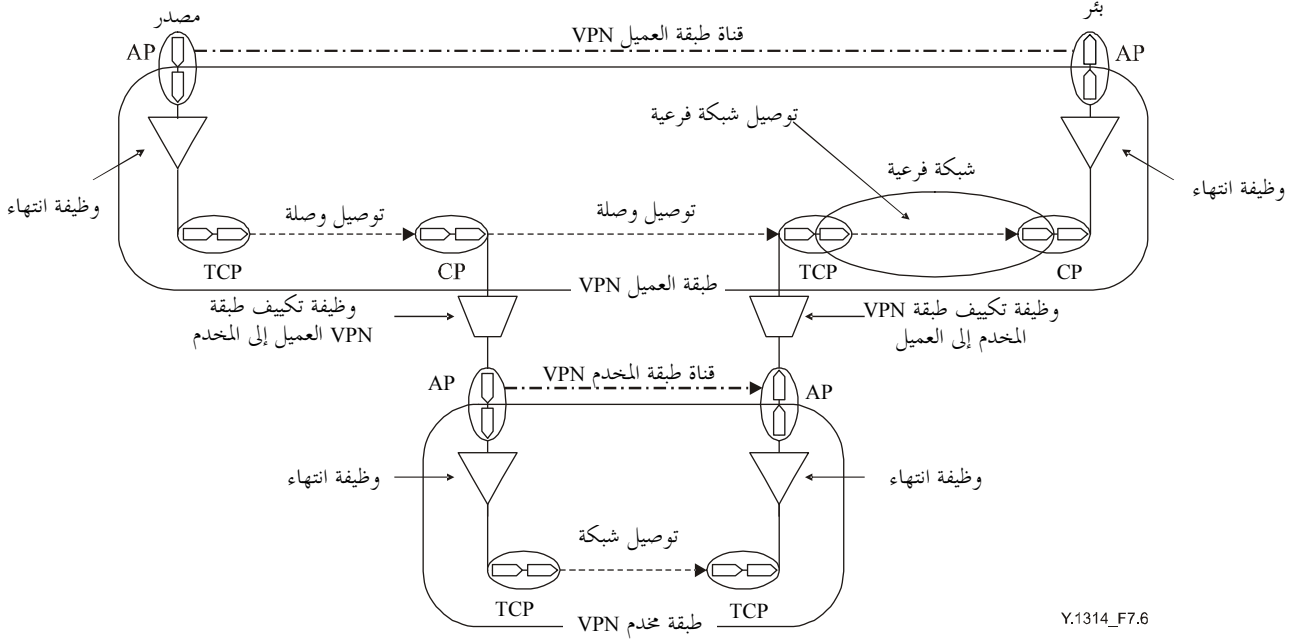 مصدر
بئر
AP
قناة طبقة العميل VPN
AP
توصيل شبكة فرعية
شبكة فرعية
وظيفة انتهاء
وظيفة انتهاء
توصيل وصلة
توصيل وصلة
TCP
CP
TCP
CP
طبقة العميل VPN
وظيفة تكييف طبقة
VPN العميل إلى المخدم
وظيفة تكييف طبقة VPN
المخدم إلى العميل
AP
قناة طبقة المخدم VPN
AP
وظيفة انتهاء
وظيفة انتهاء
توصيل شبكة
TCP
TCP
طبقة مخدم VPN
Y.1314_F7.6